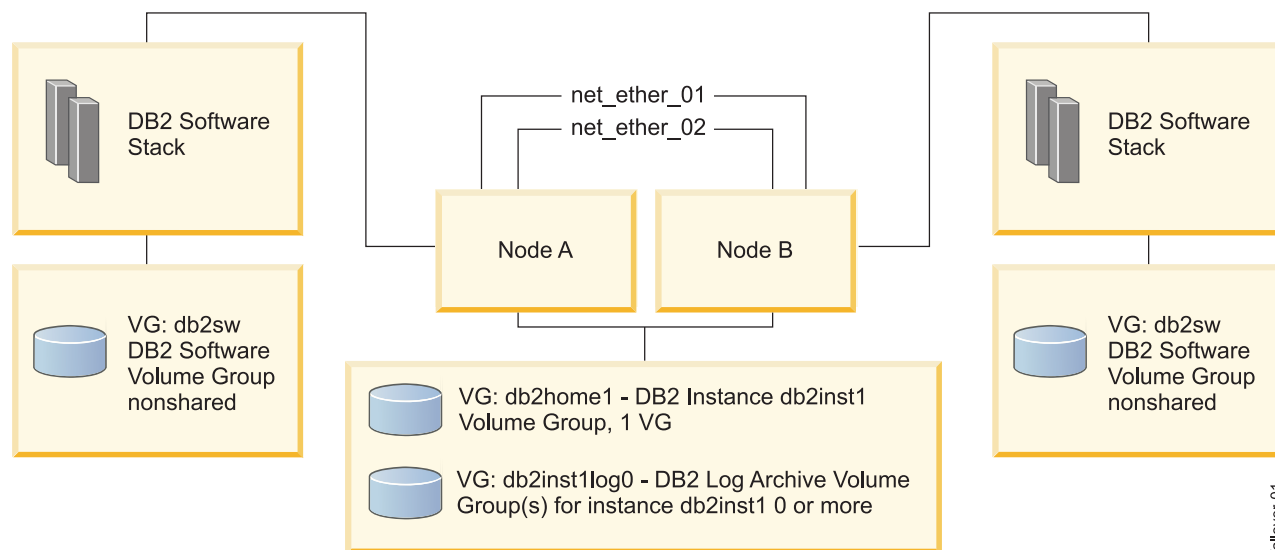 DB2 Software
Stack
net_ether_01
net_ether_02
DB2 Software
Stack
Node A
Node B
VG: db2sw
DB2 Software
Volume Group
nonshared
VG: db2home1 - DB2 Instance db2inst1
Volume Group, 1 VG
VG: db2inst1log0 - DB2 Log Archive Volume
Group(s) for instance db2inst1 0 or more
VG: db2sw
DB2 Software
Volume Group
nonshared